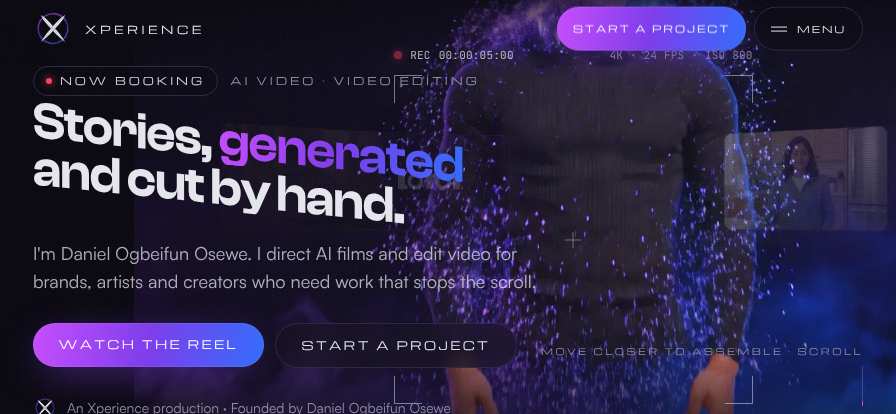 XPERIENCE
START A PROJECT
MENU
REC 00:00:05:00
4K · 24 FPS · ISO 800
NOW BOOKING
AI VIDEO · VIDEO EDITING
Stories, generated
and cut by hand.
I'm Daniel Ogbeifun Osewe. I direct AI films and edit video for
brands, artists and creators who need work that stops the scroll.
WATCH THE REEL
START A PROJECT
MOVE CLOSER TO ASSEMBLE · SCROLL
An Xperience production · Founded by Daniel Ogbeifun Osewe